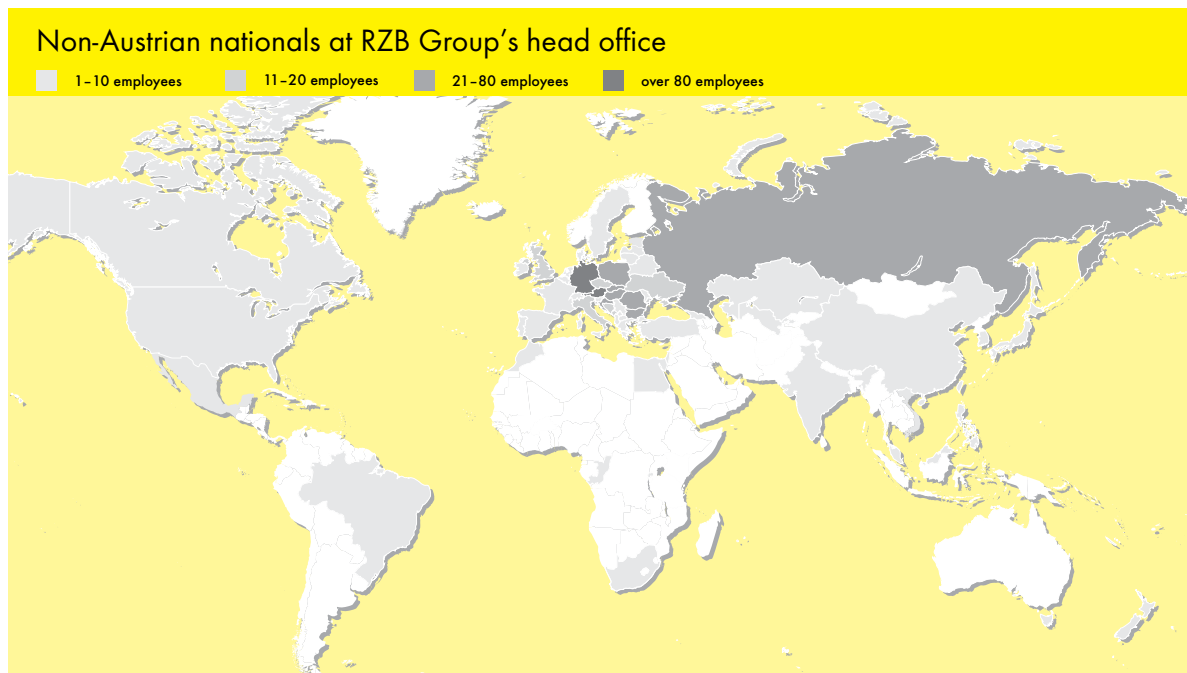 Non-Austrian nationals at RZB Group's head office
1–10 employees 11–20 employees 21–80 employees over 80 employees